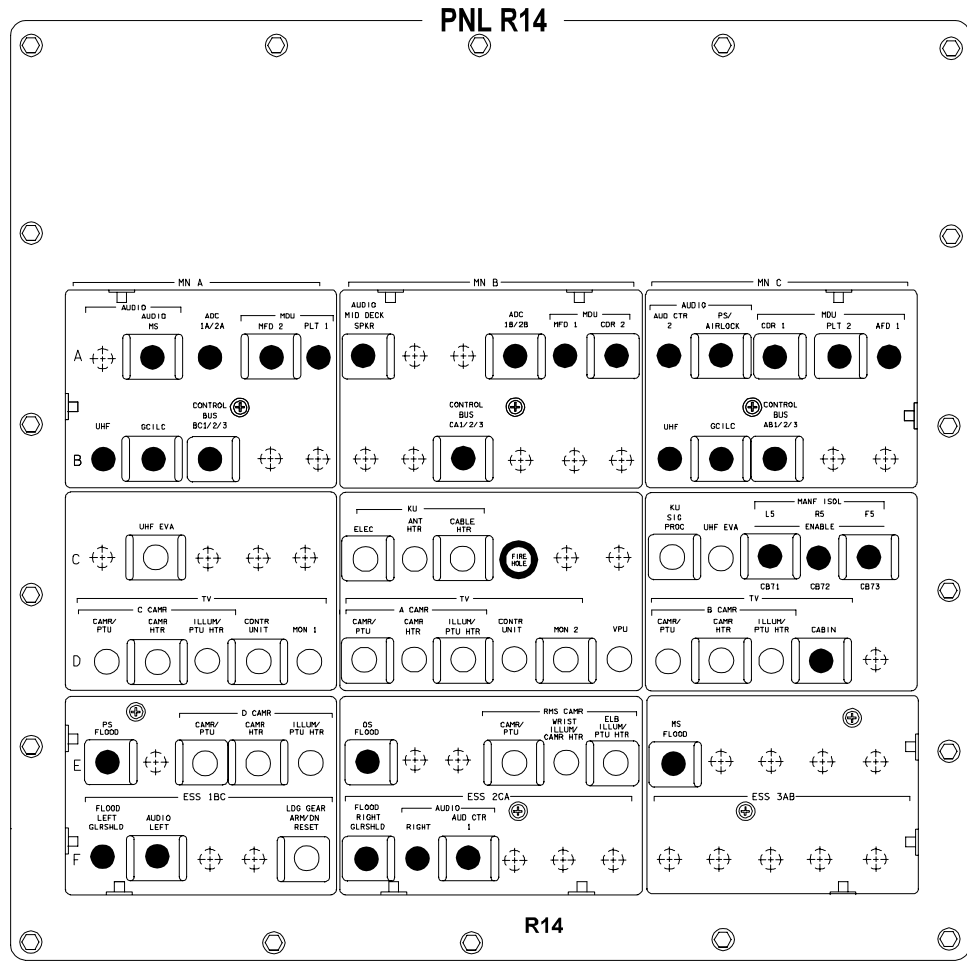 PNL R14
MN A
AUDIO
MDU
AUDIO MS
ADC 1A/2A
MFD 2
PLT 1
A
CONTROL BUS BC1/2/3
UHF
GCILC
B
MN B
AUDIO MID DECK SPKR
ADC 1B/2B
MDU
MFD 1
CDR 2
CONTROL BUS CA1/2/3
MN C
AUDIO
MDU
AUD CTR 2
PS/ AIRLOCK
CDR 1
PLT 2
AFD 1
UHF
GCILC
CONTROL BUS AB1/2/3
UHF EVA
C
KU
ELEC
ANT HTR
CABLE HTR
FIRE HOLE
KU SIG PROC
UHF EVA
MANF ISOL
L5
R5
F5
ENABLE
CB71
CB72
CB73
TV
C CAMR
CAMR/ PTU
CAMR HTR
ILLUM/ PTU HTR
CONTR UNIT
MON 1
D
TV
A CAMR
CAMR/ PTU
CAMR HTR
ILLUM/ PTU HTR
CONTR UNIT
MON 2
VPU
TV
B CAMR
CAMR/ PTU
CAMR HTR
ILLUM/ PTU HTR
CABIN
PS FLOOD
D CAMR
CAMR/ PTU
CAMR HTR
ILLUM/ PTU HTR
E
OS FLOOD
RMS CAMR
CAMR/ PTU
WRIST ILLUM/ CAMR HTR
ELB ILLUM/ PTU HTR
MS FLOOD
ESS 1BC
FLOOD LEFT GLRSHLD
AUDIO LEFT
LDG GEAR ARM/DN RESET
F
ESS 2CA
FLOOD RIGHT GLRSHLD
AUDIO
RIGHT
AUD CTR 1
ESS 3AB
R14